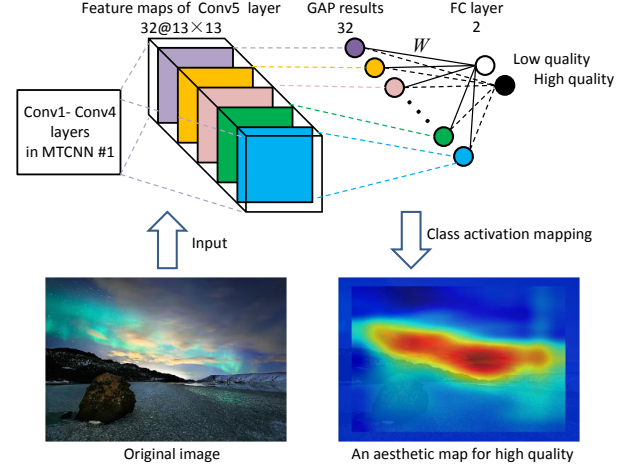 Feature maps of Conv5 layer
32@13×13
GAP results
32
FC layer
2
W
Low quality
High quality
Conv1- Conv4
layers
in MTCNN #1
Input
Class activation mapping
Original image
An aesthetic map for high quality